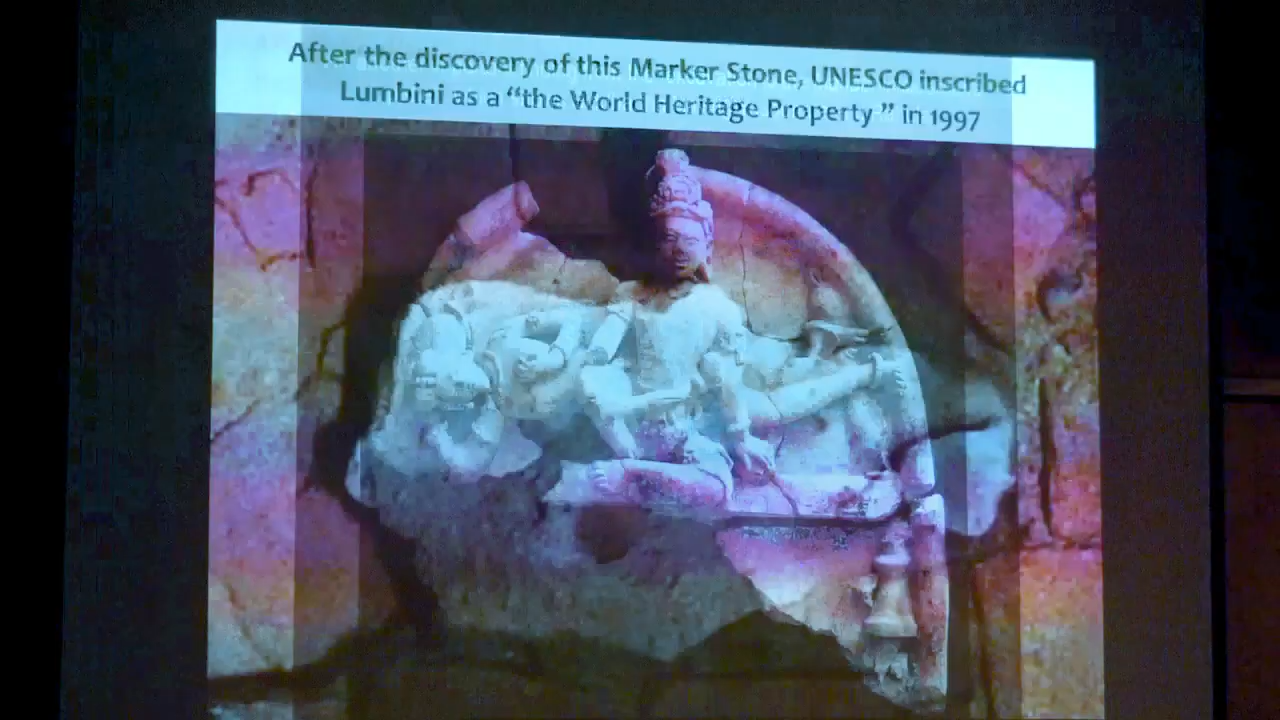 After the discovery of this Marker Stone, UNESCO inscribed
Lumbini as a “the World Heritage Property ” in 1997